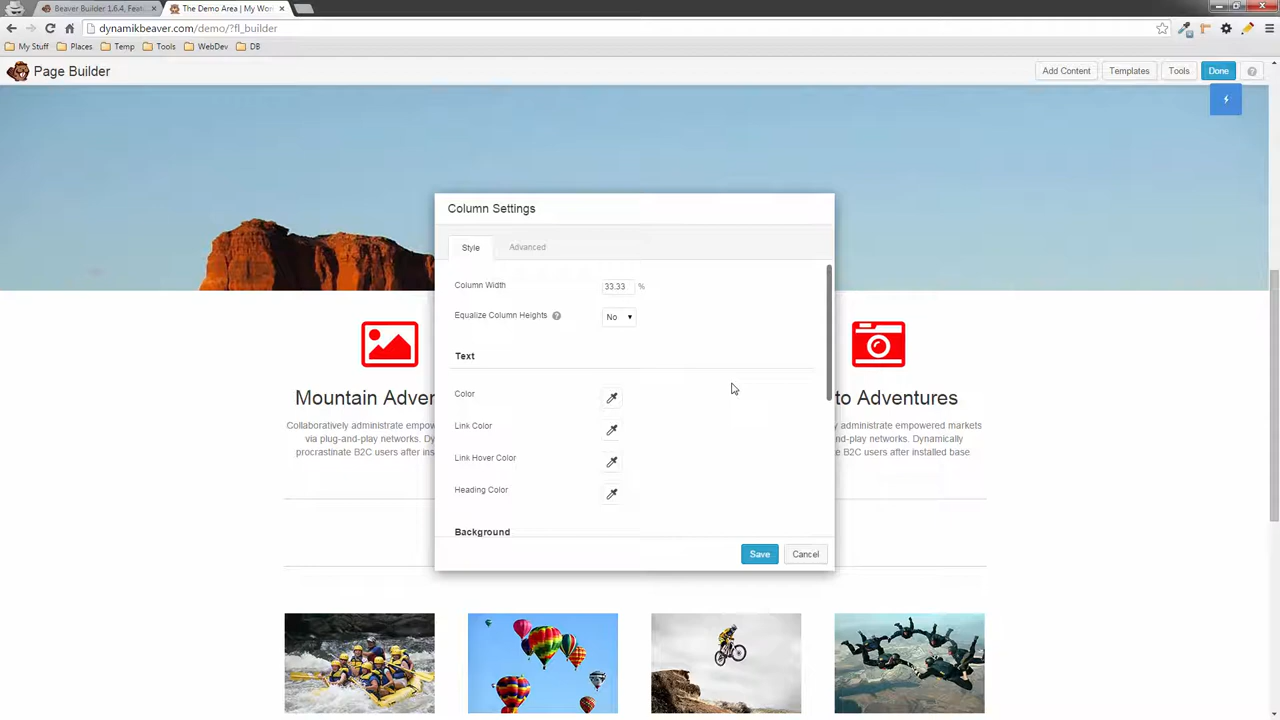 Beaver Builder 1.6.4, Feat
The Demo Area | My Wor
dynamikbeaver.com/demo/?fl_builder
My Stuff Places Temp Tools WebDev DB
Page Builder
Add Content Templates Tools Done ?
Column Settings
Style Advanced
Column Width 33.33 %
Equalize Column Heights ? No
Text
Color
Link Color
Link Hover Color
Heading Color
Background
Save Cancel
Mountain Adver
Collaboratively administrate empowered
via plug-and-play networks. Dy
procrastinate B2C users after ins
to Adventures
y administrate empowered markets
nd-play networks. Dynamically
e B2C users after installed base